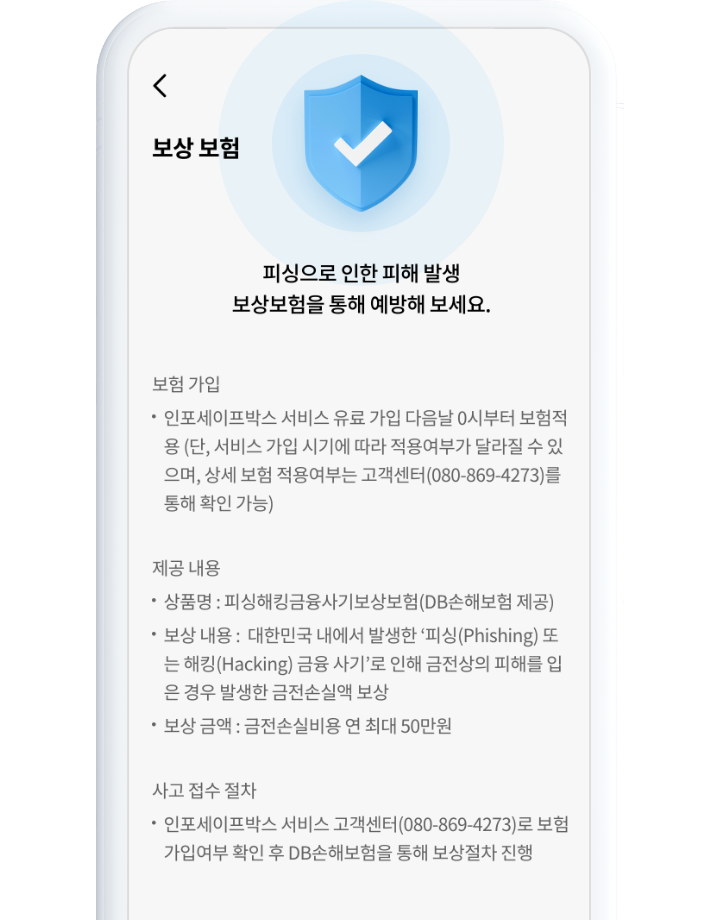 보상 보험
피싱으로 인한 피해 발생
보상보험을 통해 예방해 보세요.
보험 가입
• 인포세이프박스 서비스 유료 가입 다음날 0시부터 보험적
용 (단, 서비스 가입 시기에 따라 적용여부가 달라질 수 있
으며, 상세 보험 적용여부는 고객센터(080-869-4273)를
통해 확인 가능)
제공 내용
• 상품명 : 피싱해킹금융사기보상보험(DB손해보험 제공)
• 보상 내용 : 대한민국 내에서 발생한 ‘피싱(Phishing) 또
는 해킹(Hacking) 금융 사기’로 인해 금전상의 피해를 입
은 경우 발생한 금전손실액 보상
• 보상 금액 : 금전손실비용 연 최대 50만원
사고 접수 절차
• 인포세이프박스 서비스 고객센터(080-869-4273)로 보험
가입여부 확인 후 DB손해보험을 통해 보상절차 진행